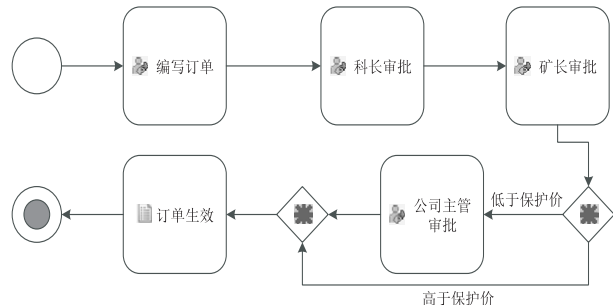 编写订单
科长审批
矿长审批
订单生效
公司主管
审批
低于保护价
高于保护价